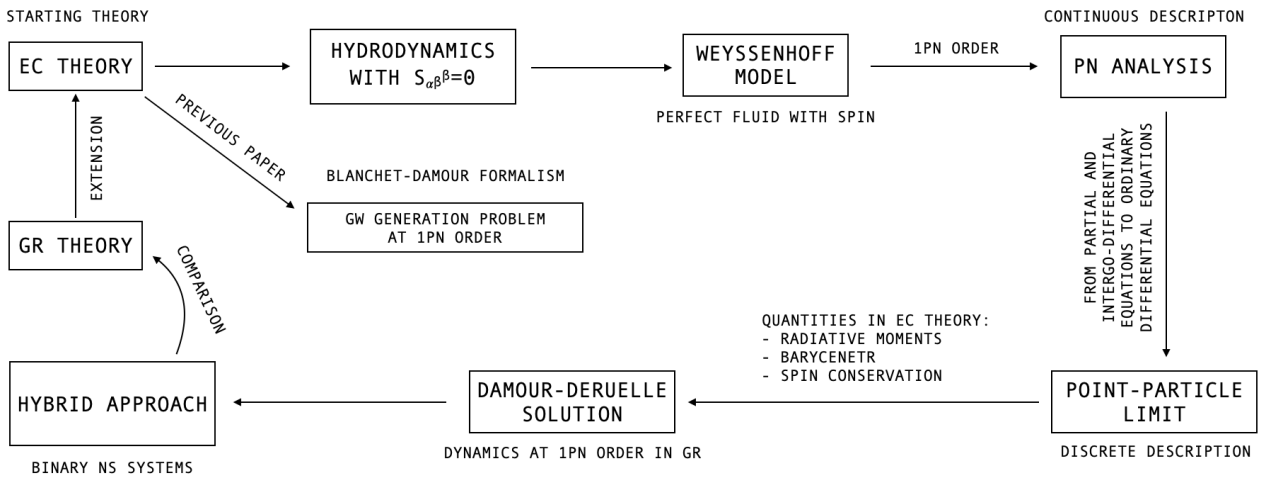 STARTING THEORY
EC THEORY
HYDRODYNAMICS
WITH Sαβ^β=0
WEYSSENHOFF
MODEL
PERFECT FLUID WITH SPIN
1PN ORDER
CONTINUOUS DESCRIPTON
PN ANALYSIS
PREVIOUS PAPER
BLANCHET-DAMOUR FORMALISM
GW GENERATION PROBLEM
AT 1PN ORDER
EXTENSION
GR THEORY
COMPARISON
FROM PARTIAL AND
INTERGO-DIFFERENTIAL
EQUATIONS TO ORDINARY
DIFFERENTIAL EQUATIONS
POINT-PARTICLE
LIMIT
DISCRETE DESCRIPTION
QUANTITIES IN EC THEORY:
- RADIATIVE MOMENTS
- BARYCENETR
- SPIN CONSERVATION
DAMOUR-DERUELLE
SOLUTION
DYNAMICS AT 1PN ORDER IN GR
HYBRID APPROACH
BINARY NS SYSTEMS